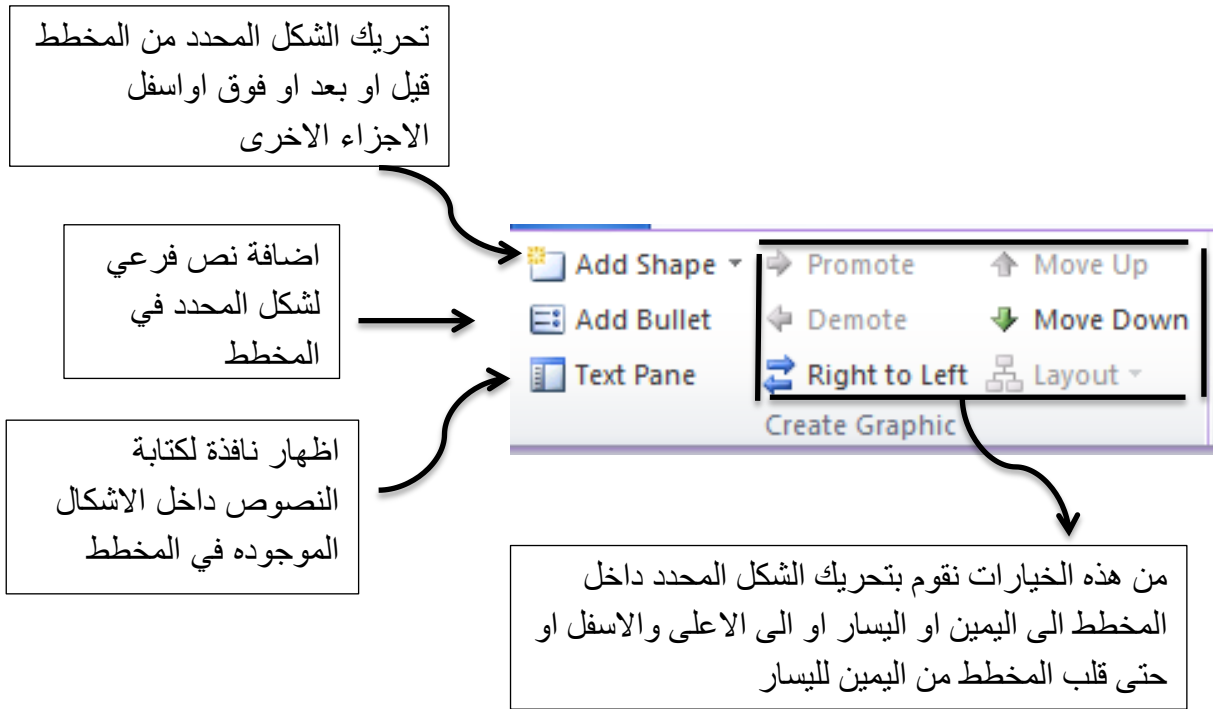 تحريك الشكل المحدد من المخطط
قبل او بعد او فوق اواسفل
الاجزاء الاخرى
اضافة نص فرعي
لشكل المحدد في
المخطط
اظهار نافذة لكتابة
النصوص داخل الاشكال
الموجوده في المخطط
Add Shape Promote Move Up
Add Bullet Demote Move Down
Text Pane Right to Left Layout
Create Graphic
من هذه الخيارات نقوم بتحريك الشكل المحدد داخل
المخطط الى اليمين او اليسار او الى الاعلى والاسفل او
حتى قلب المخطط من اليمين لليسار